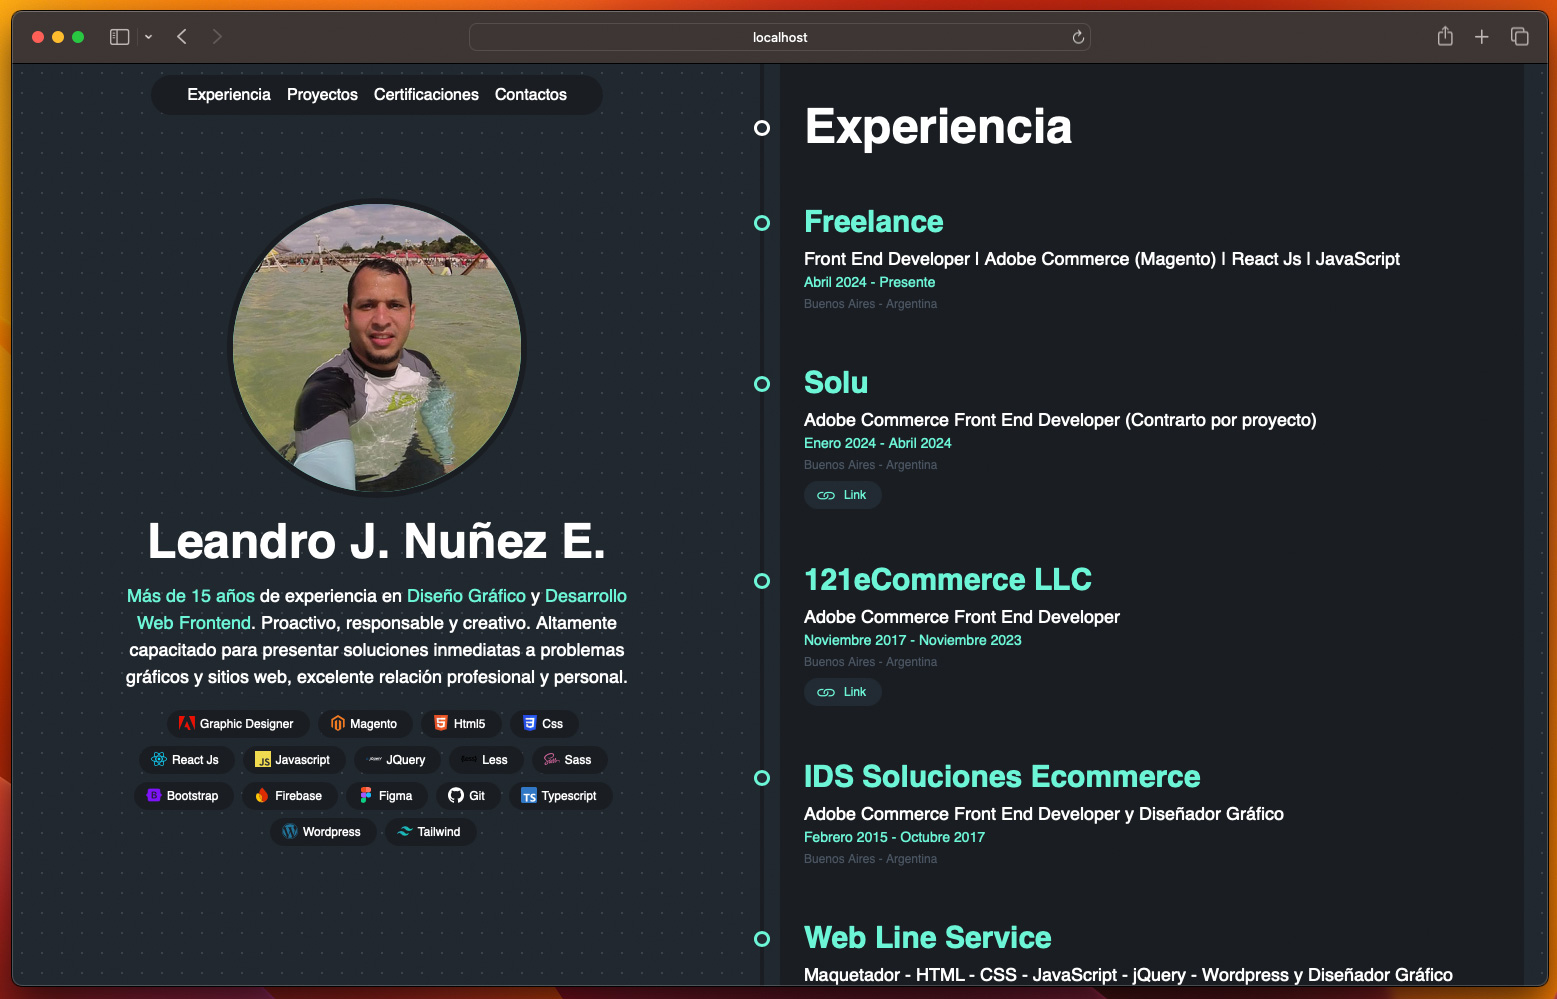 localhost
Experiencia Proyectos Certificaciones Contactos
Leandro J. Nuñez E.
Más de 15 años de experiencia en Diseño Gráfico y Desarrollo
Web Frontend. Proactivo, responsable y creativo. Altamente
capacitado para presentar soluciones inmediatas a problemas
gráficos y sitios web, excelente relación profesional y personal.
Graphic Designer Magento Html5 Css
React Js JS Javascript JQuery Less Sass
Bootstrap Firebase Figma Git TS Typescript
Wordpress Tailwind
Experiencia
Freelance
Front End Developer | Adobe Commerce (Magento) | React Js | JavaScript
Abril 2024 - Presente
Buenos Aires - Argentina
Solu
Adobe Commerce Front End Developer (Contrarto por proyecto)
Enero 2024 - Abril 2024
Buenos Aires - Argentina
Link
121eCommerce LLC
Adobe Commerce Front End Developer
Noviembre 2017 - Noviembre 2023
Buenos Aires - Argentina
Link
IDS Soluciones Ecommerce
Adobe Commerce Front End Developer y Diseñador Gráfico
Febrero 2015 - Octubre 2017
Buenos Aires - Argentina
Web Line Service
Maquetador - HTML - CSS - JavaScript - jQuery - Wordpress y Diseñador Gráfico